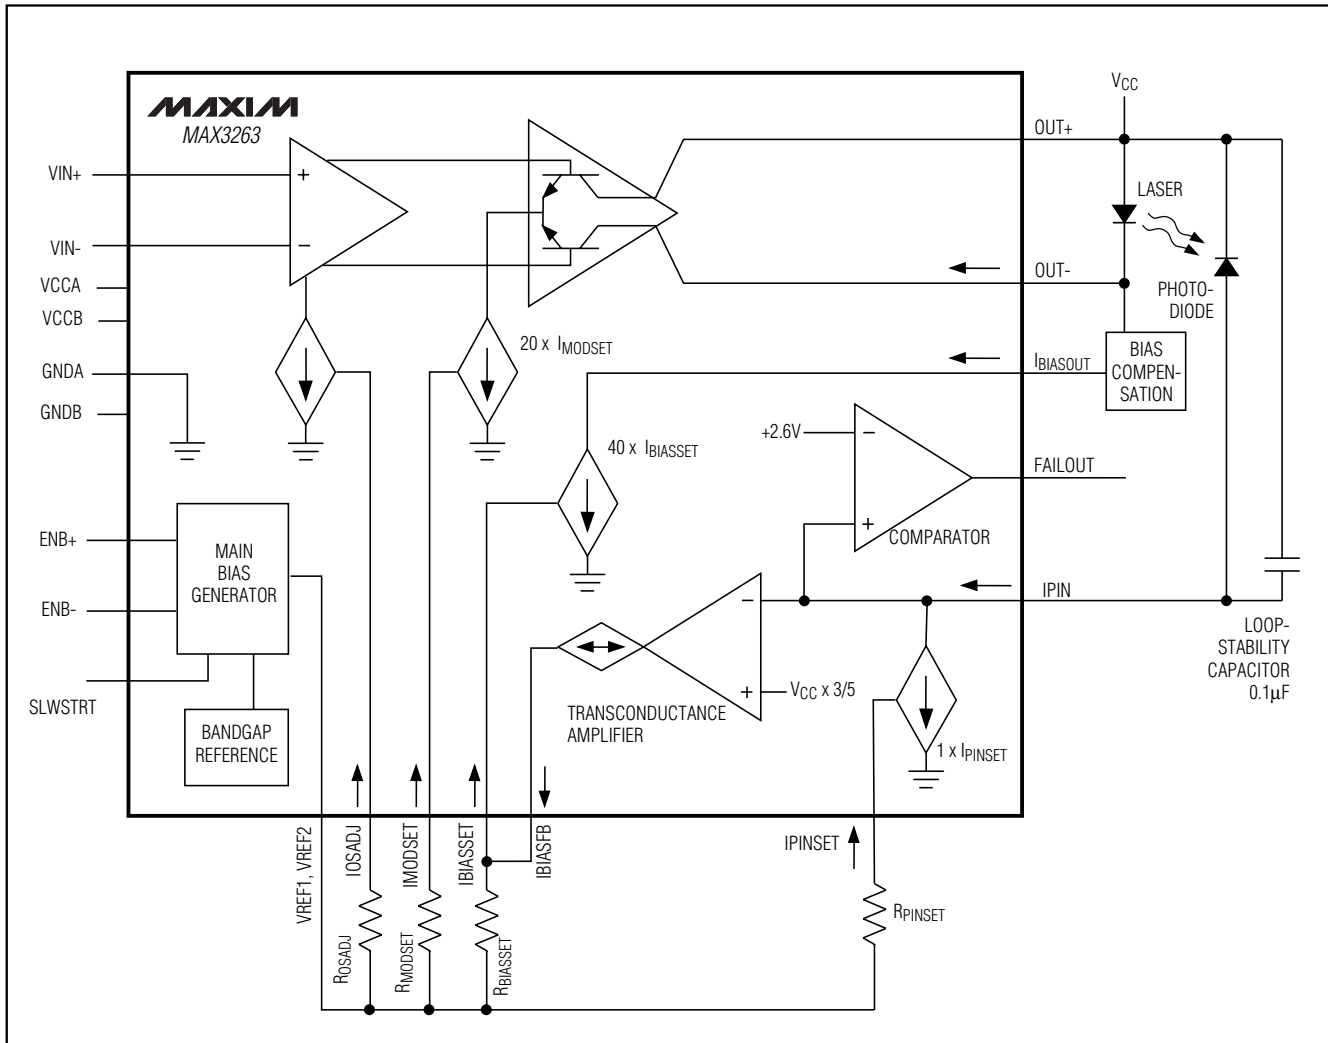 MAXIM
MAX3263
VIN+
VIN-
VCCA
VCCB
GNDA
GNDB
ENB+
ENB-
SLWSTRT
+
−
20 x IMODSET
40 x IBIASSET
MAIN
BIAS
GENERATOR
BANDGAP
REFERENCE
+2.6V
−
+
COMPARATOR
−
+
VCC x 3/5
TRANSCONDUCTANCE
AMPLIFIER
1 x IPINSET
VCC
OUT+
LASER
OUT-
PHOTO-
DIODE
IBIASOUT
BIAS
COMPEN-
SATION
FAILOUT
IPIN
LOOP-
STABILITY
CAPACITOR
0.1μF
VREF1, VREF2
IOSADJ
IMODSET
IBIASSET
IBIASFB
IPINSET
ROSADJ
RMODSET
RBIASSET
RPINSET